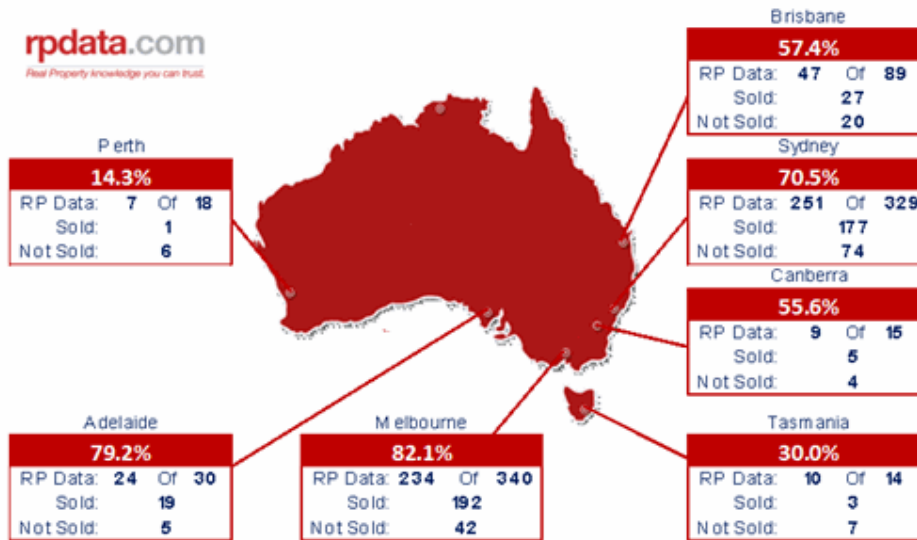 rpdata.com
Real Property knowledge you can trust.
Brisbane
57.4%
RP Data: 47 Of 89
Sold: 27
Not Sold: 20
Perth
14.3%
RP Data: 7 Of 18
Sold: 1
Not Sold: 6
Sydney
70.5%
RP Data: 251 Of 329
Sold: 177
Not Sold: 74
Canberra
55.6%
RP Data: 9 Of 15
Sold: 5
Not Sold: 4
Adelaide
79.2%
RP Data: 24 Of 30
Sold: 19
Not Sold: 5
Melbourne
82.1%
RP Data: 234 Of 340
Sold: 192
Not Sold: 42
Tasmania
30.0%
RP Data: 10 Of 14
Sold: 3
Not Sold: 7